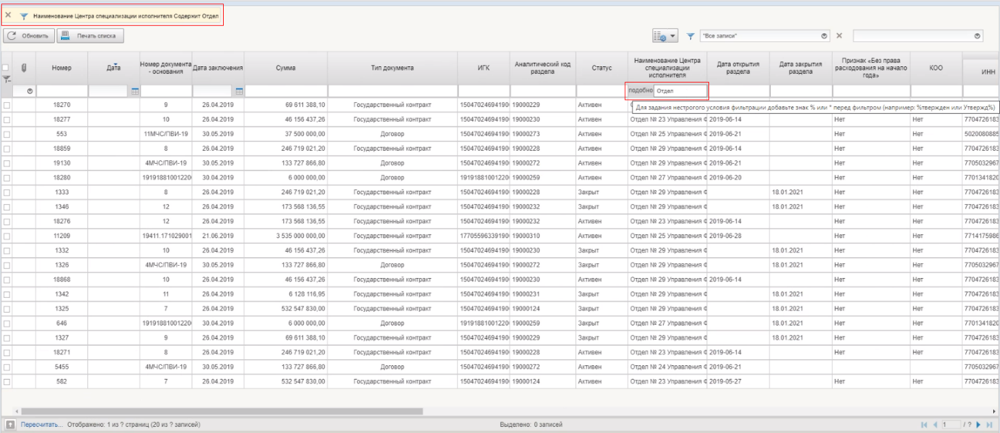 Наименование Центра специализации исполнителя Содержит Отдел
Обновить Печать списка "Все записи"
Номер Дата Номер документа - основания Дата заключения Сумма Тип документа ИГК Аналитический код раздела Статус Наименование Центра специализации исполнителя Дата открытия раздела Дата закрытия раздела Признак «Без права расходования на начало года» КОО ИНН
подобно Отдел
18270 9 26.04.2019 69 611 388,10 Государственный контракт 15047024694190 19000229 Активен
Для задания нестрогого условия фильтрации добавьте знак % или * перед фильтром (например: %твержден или Утвержд%)
18277 10 26.04.2019 46 156 437,26 Государственный контракт 15047024694190 19000230 Активен Отдел № 23 Управления Ф 2019-06-14 Нет Нет 7704726183
553 11МЧС/ПВИ-19 30.05.2019 37 500 000,00 Договор 15047024694190 19000273 Активен Отдел № 25 Управления Ф 2019-06-21 Нет Нет 5020080885
18859 8 26.04.2019 246 719 021,20 Государственный контракт 15047024694190 19000228 Активен Отдел № 29 Управления Ф 2019-06-14 Нет Нет 7704726183
19130 4МЧС/ПВИ-19 30.05.2019 133 727 866,80 Договор 15047024694190 19000272 Активен Отдел № 29 Управления Ф 2019-06-21 Нет Нет 7705032967
18280 19191881001220 30.04.2019 6 000 000,00 Договор 19191881001220 19000259 Активен Отдел № 27 Управления Ф 2019-06-20 Нет Нет 7701341820
1333 8 26.04.2019 246 719 021,20 Государственный контракт 15047024694190 19000228 Закрыт Отдел № 29 Управления Ф 18.01.2021 Нет Нет 7704726183
1346 12 26.04.2019 173 568 136,55 Государственный контракт 15047024694190 19000232 Закрыт Отдел № 29 Управления Ф 18.01.2021 Нет Нет 7704726183
18276 12 26.04.2019 173 568 136,55 Государственный контракт 15047024694190 19000232 Активен Отдел № 23 Управления Ф 2019-06-14 Нет Нет 7704726183
11209 19411.171029001 21.06.2019 3 535 000 000,00 Государственный контракт 17705596339190 19000310 Активен Отдел № 25 Управления Ф 2019-06-28 Нет Нет 7714175986
1332 10 26.04.2019 46 156 437,26 Государственный контракт 15047024694190 19000230 Закрыт Отдел № 29 Управления Ф 18.01.2021 Нет Нет 7704726183
1326 4МЧС/ПВИ-19 30.05.2019 133 727 866,80 Договор 15047024694190 19000272 Закрыт Отдел № 29 Управления Ф 18.01.2021 Нет Нет 7705032967
18868 10 26.04.2019 46 156 437,26 Государственный контракт 15047024694190 19000230 Активен Отдел № 29 Управления Ф 2019-06-14 Нет Нет 7704726183
1342 11 26.04.2019 6 128 116,95 Государственный контракт 15047024694190 19000231 Закрыт Отдел № 29 Управления Ф 18.01.2021 Нет Нет 7704726183
1325 7 26.04.2019 532 547 830,00 Государственный контракт 15047024694190 19000124 Закрыт Отдел № 29 Управления Ф 18.01.2021 Нет Нет 7704726183
646 19191881001220 30.04.2019 6 000 000,00 Договор 19191881001220 19000259 Закрыт Отдел № 27 Управления Ф 18.01.2021 Нет Нет 7701341820
1327 9 26.04.2019 69 611 388,10 Государственный контракт 15047024694190 19000229 Закрыт Отдел № 29 Управления Ф 18.01.2021 Нет Нет 7704726183
18271 8 26.04.2019 246 719 021,20 Государственный контракт 15047024694190 19000228 Активен Отдел № 23 Управления Ф 2019-06-14 Нет Нет 7704726183
5455 4МЧС/ПВИ-19 30.05.2019 133 727 866,80 Договор 15047024694190 19000272 Активен Отдел № 24 Управления Ф 2019-06-21 7705032967
582 7 26.04.2019 532 547 830,00 Государственный контракт 15047024694190 19000124 Активен Отдел № 23 Управления Ф 2019-05-27 Нет Нет 7704726183
Пересчитать... Отображено: 1 из ? страниц (20 из ? записей) Выделено: 0 записей 1 / ?